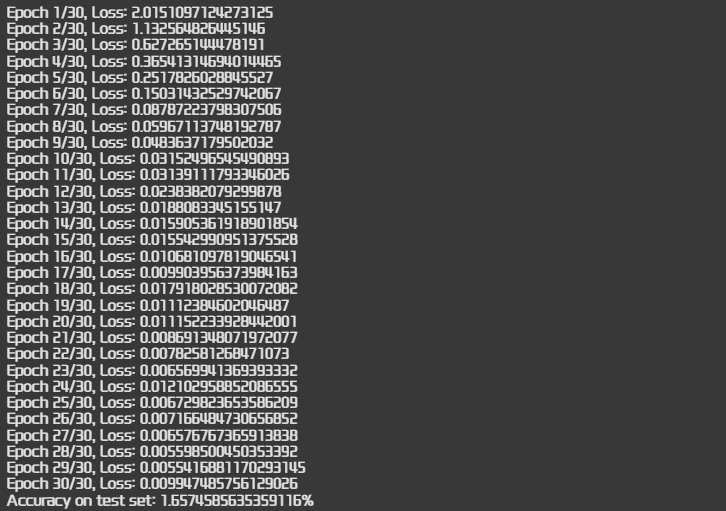 Epoch 1/30, Loss: 2.0151097124273125
Epoch 2/30, Loss: 1.132564826445146
Epoch 3/30, Loss: 0.627265144478191
Epoch 4/30, Loss: 0.36541314694014465
Epoch 5/30, Loss: 0.2517826028845527
Epoch 6/30, Loss: 0.15031432529742067
Epoch 7/30, Loss: 0.08787223798307506
Epoch 8/30, Loss: 0.05967113748192787
Epoch 9/30, Loss: 0.0483637179502032
Epoch 10/30, Loss: 0.03152496545490893
Epoch 11/30, Loss: 0.03139111793346026
Epoch 12/30, Loss: 0.0238382079299878
Epoch 13/30, Loss: 0.0188083345155147
Epoch 14/30, Loss: 0.015905361918901854
Epoch 15/30, Loss: 0.015542990951375528
Epoch 16/30, Loss: 0.010681097819046541
Epoch 17/30, Loss: 0.009903956373984163
Epoch 18/30, Loss: 0.017918028530072082
Epoch 19/30, Loss: 0.01112384602046487
Epoch 20/30, Loss: 0.011152233928442001
Epoch 21/30, Loss: 0.008691348071972077
Epoch 22/30, Loss: 0.00782581268471073
Epoch 23/30, Loss: 0.006569941369393332
Epoch 24/30, Loss: 0.012102958852086555
Epoch 25/30, Loss: 0.006729823653586209
Epoch 26/30, Loss: 0.007166484730656852
Epoch 27/30, Loss: 0.006576767365913838
Epoch 28/30, Loss: 0.005598500450353392
Epoch 29/30, Loss: 0.0055416881170293145
Epoch 30/30, Loss: 0.009947485756129026
Accuracy on test set: 1.6574585635359116%